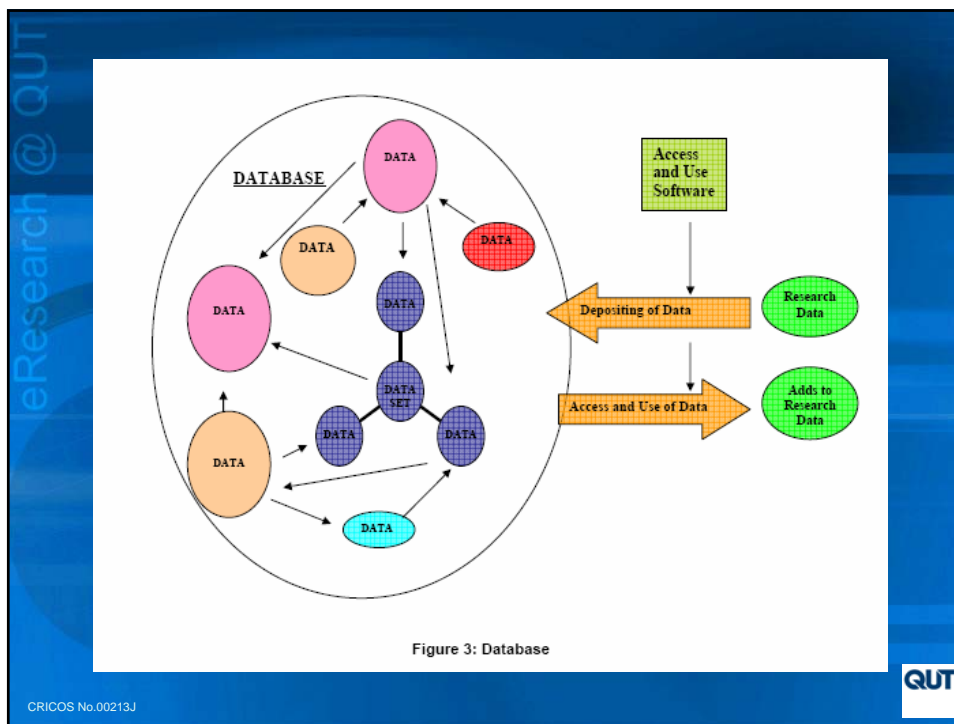 eResearch @ QUT
DATABASE
DATA
DATA
DATA
DATA
DATA
DATA
SET
DATA
DATA
DATA
DATA
Access
and Use
Software
Depositing of Data
Research
Data
Access and Use of Data
Adds to
Research
Data
Figure 3: Database
CRICOS No.00213J
QUT